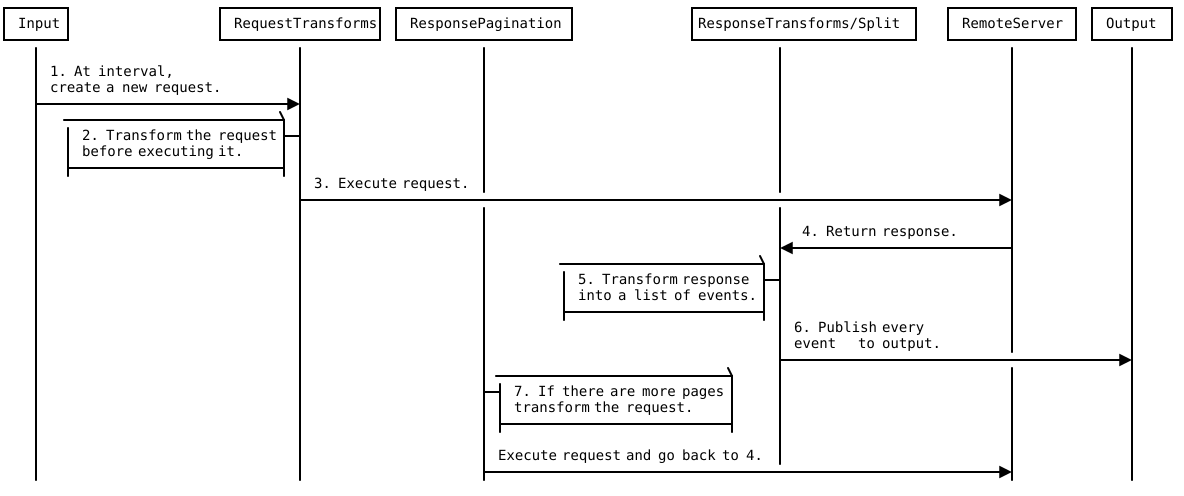 Input
RequestTransforms
ResponsePagination
ResponseTransforms/Split
RemoteServer
Output
1. At interval,
create a new request.
2. Transform the request
before executing it.
3. Execute request.
4. Return response.
5. Transform response
into a list of events.
6. Publish every
event to output.
7. If there are more pages
transform the request.
Execute request and go back to 4.